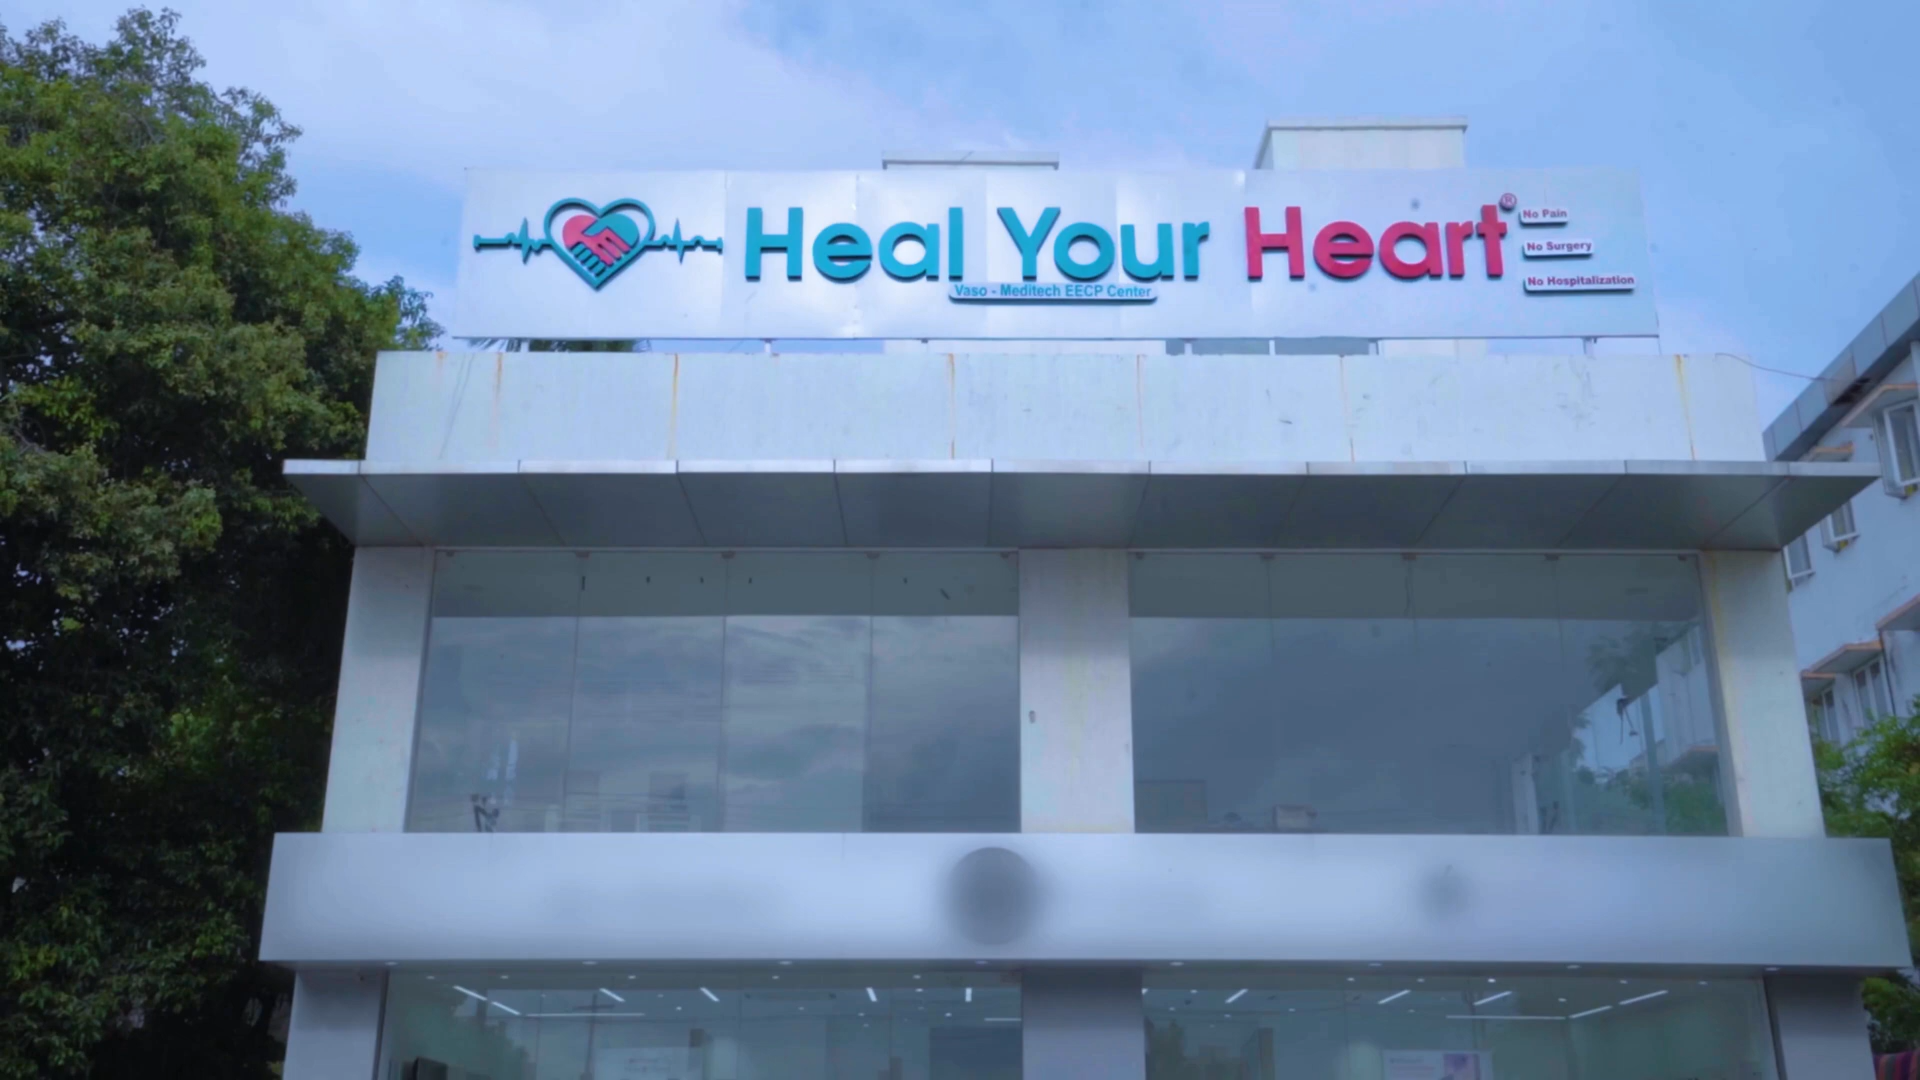 Heal Your Heart®
Vaso - Meditech EECP Center
No Pain
No Surgery
No Hospitalization